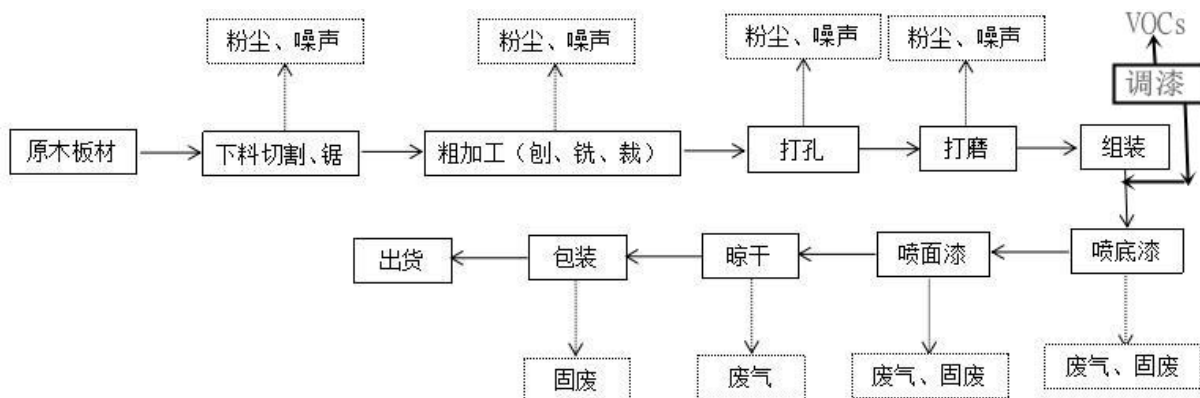 粉尘、噪声
粉尘、噪声
粉尘、噪声
粉尘、噪声
VOCs
调漆
原木板材
下料切割、锯
粗加工（刨、铣、裁）
打孔
打磨
组装
出货
包装
晾干
喷面漆
喷底漆
固废
废气
废气、固废
废气、固废